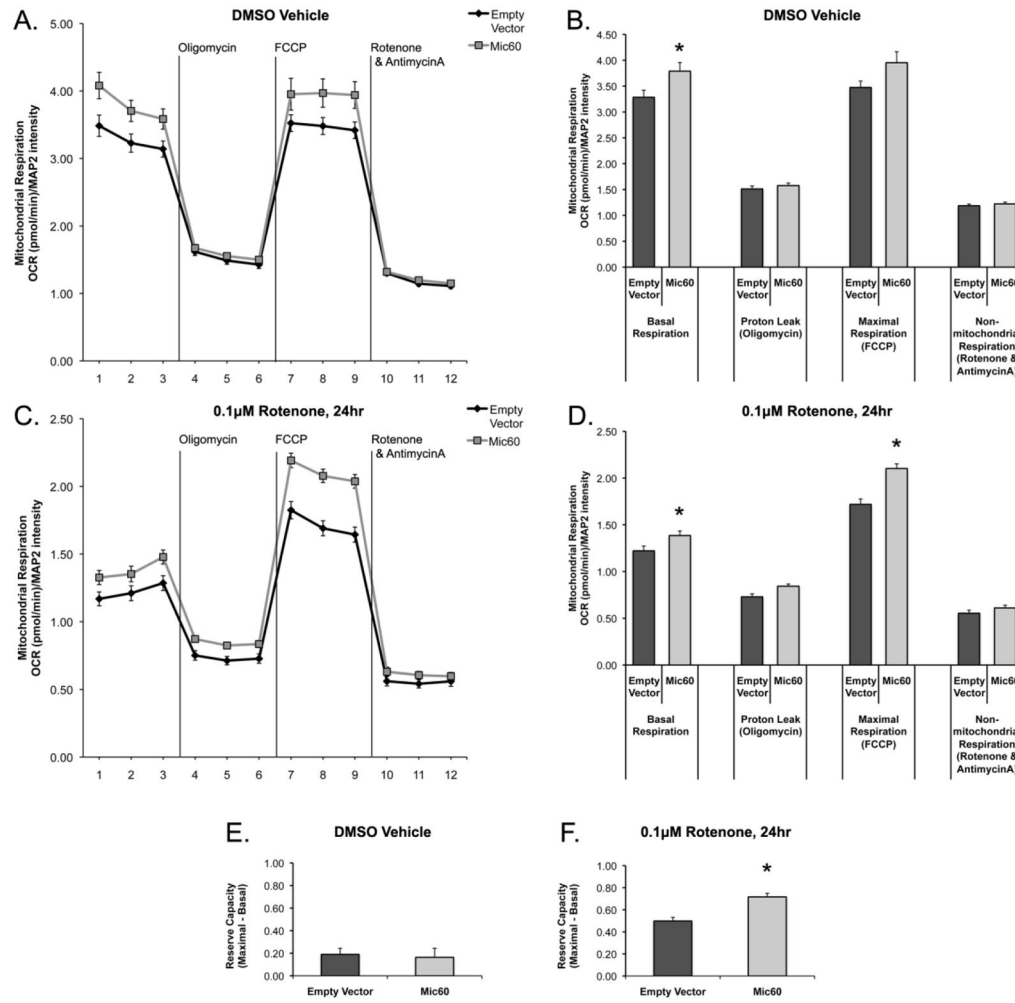 A.
DMSO Vehicle
Empty
Vector
Mic60
Oligomycin
FCCP
Rotenone
& AntimycinA
Mitochondrial Respiration
OCR (pmol/min)/MAP2 intensity
5.00
4.00
3.00
2.00
1.00
0.00
1 2 3 4 5 6 7 8 9 10 11 12
B.
DMSO Vehicle
Mitochondrial Respiration
OCR (pmol/min)/MAP2 intensity
4.50
4.00
3.50
3.00
2.50
2.00
1.50
1.00
0.50
0.00
*
Empty Vector Mic60 Empty Vector Mic60 Empty Vector Mic60 Empty Vector Mic60
Basal
Respiration
Proton Leak
(Oligomycin)
Maximal
Respiration
(FCCP)
Non-
mitochondrial
Respiration
(Rotenone &
AntimycinA)
C.
0.1µM Rotenone, 24hr
Empty
Vector
Mic60
Oligomycin
FCCP
Rotenone
& AntimycinA
Mitochondrial Respiration
OCR (pmol/min)/MAP2 intensity
2.50
2.00
1.50
1.00
0.50
0.00
1 2 3 4 5 6 7 8 9 10 11 12
D.
0.1µM Rotenone, 24hr
Mitochondrial Respiration
OCR (pmol/min)/MAP2 intensity
2.50
2.00
1.50
1.00
0.50
0.00
*
*
Empty Vector Mic60 Empty Vector Mic60 Empty Vector Mic60 Empty Vector Mic60
Basal
Respiration
Proton Leak
(Oligomycin)
Maximal
Respiration
(FCCP)
Non-
mitochondrial
Respiration
(Rotenone &
AntimycinA)
E.
DMSO Vehicle
Reserve Capacity
(Maximal - Basal)
1.00
0.80
0.60
0.40
0.20
0.00
Empty Vector Mic60
F.
0.1µM Rotenone, 24hr
Reserve Capacity
(Maximal - Basal)
1.00
0.80
0.60
0.40
0.20
0.00
*
Empty Vector Mic60